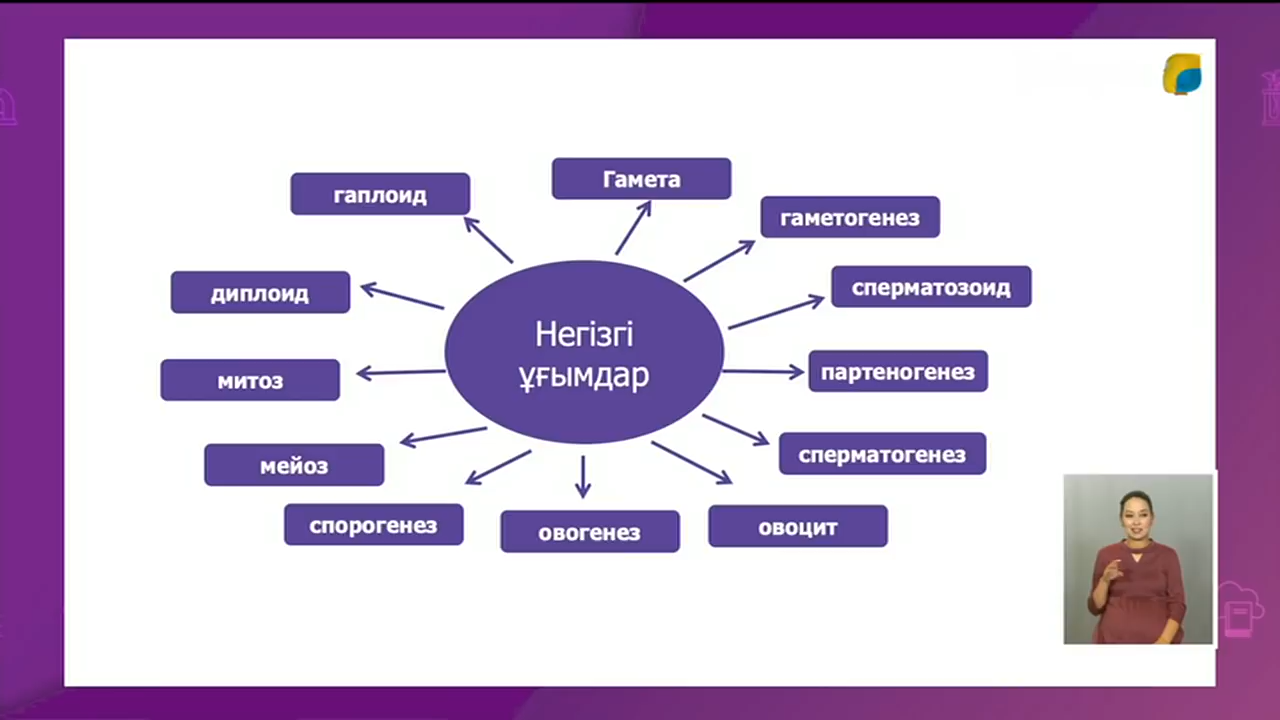 Гамета
гаплоид
гаметогенез
сперматозоид
диплоид
Негізгі
ұғымдар
партеногенез
митоз
сперматогенез
мейоз
спорогенез
овогенез
овоцит